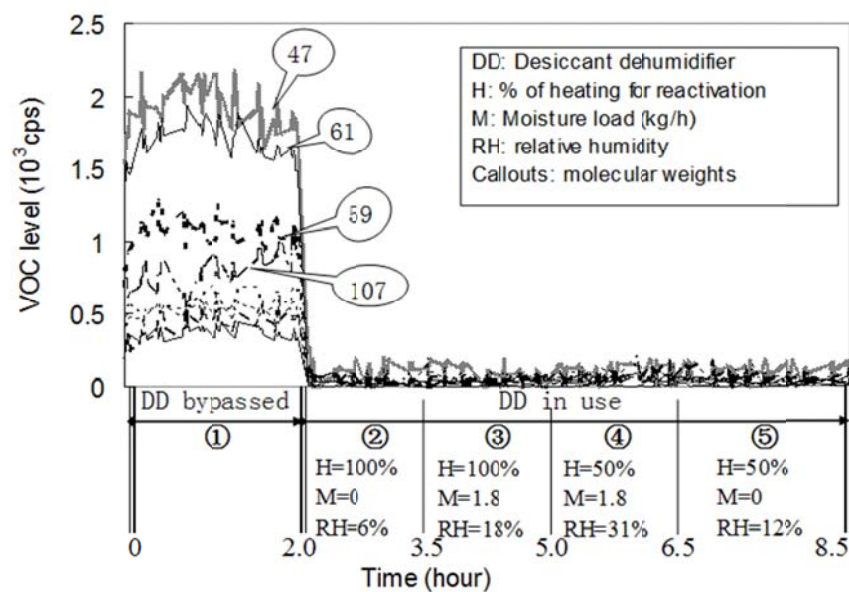 2.5
2
1.5
1
0.5
0
VOC level (10³ cps)
47
61
59
107
DD: Desiccant dehumidifier
H: % of heating for reactivation
M: Moisture load (kg/h)
RH: relative humidity
Callouts: molecular weights
DD bypassed
DD in use
① ② ③ ④ ⑤
H=100% H=100% H=50% H=50%
M=0 M=1.8 M=1.8 M=0
RH=6% RH=18% RH=31% RH=12%
0 2.0 3.5 5.0 6.5 8.5
Time (hour)